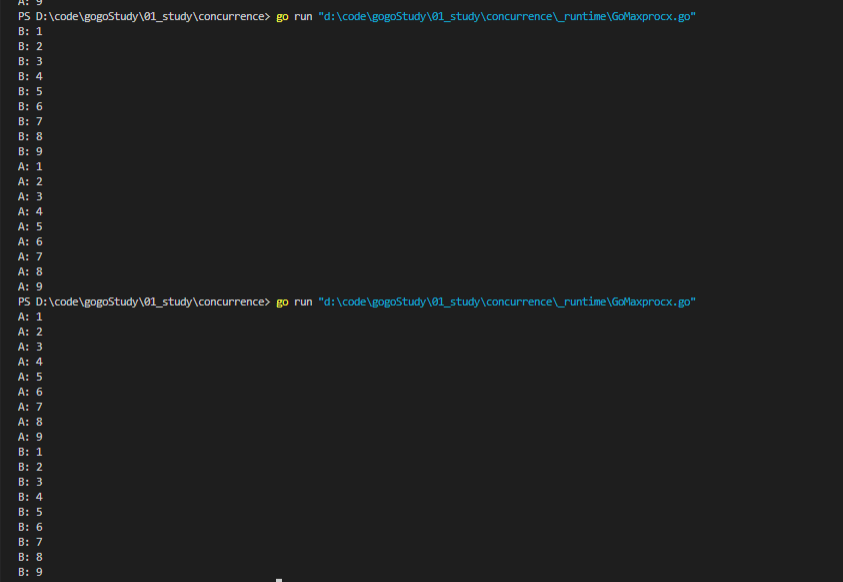 A: 9
PS D:\code\gogoStudy\01_study\concurrence> go run "d:\code\gogoStudy\01_study\concurrence\_runtime\GoMaxprocx.go"
B: 1
B: 2
B: 3
B: 4
B: 5
B: 6
B: 7
B: 8
B: 9
A: 1
A: 2
A: 3
A: 4
A: 5
A: 6
A: 7
A: 8
A: 9
PS D:\code\gogoStudy\01_study\concurrence> go run "d:\code\gogoStudy\01_study\concurrence\_runtime\GoMaxprocx.go"
A: 1
A: 2
A: 3
A: 4
A: 5
A: 6
A: 7
A: 8
A: 9
B: 1
B: 2
B: 3
B: 4
B: 5
B: 6
B: 7
B: 8
B: 9